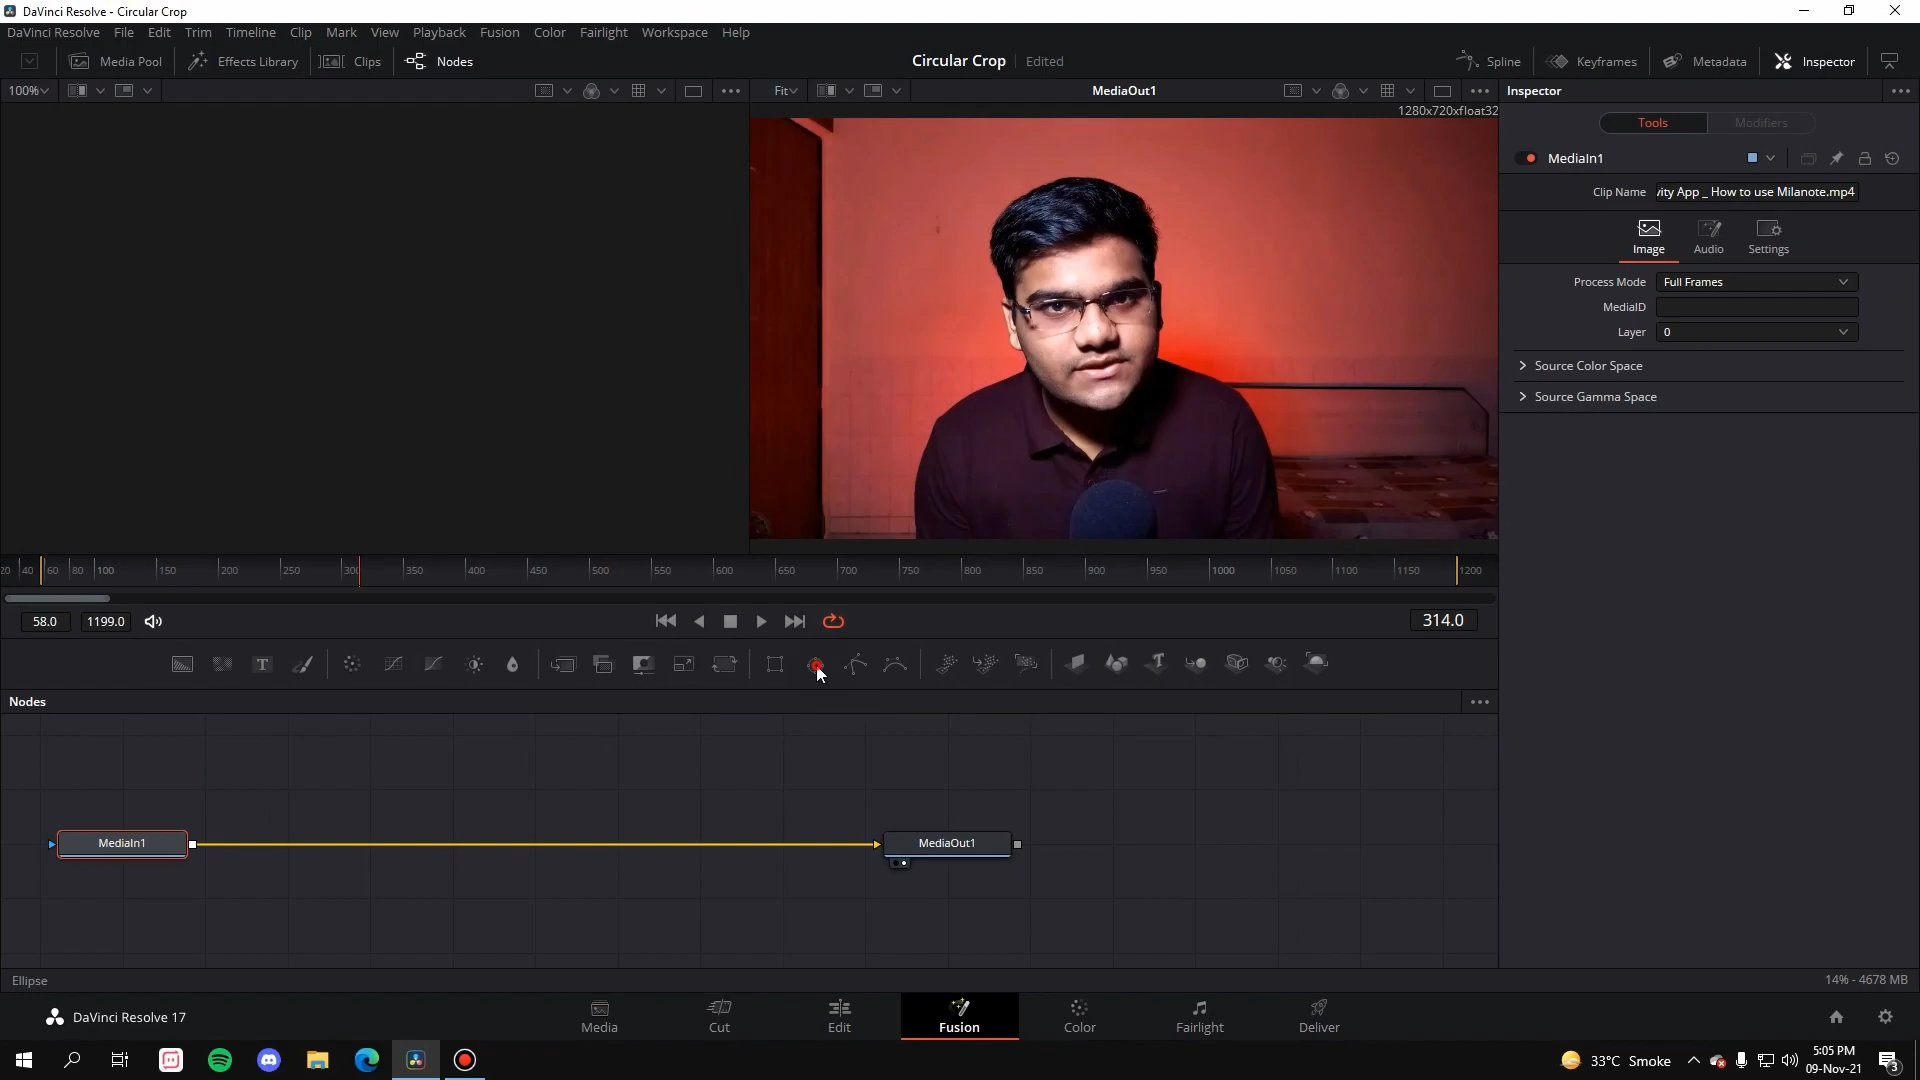 DaVinci Resolve - Circular Crop
DaVinci Resolve File Edit Trim Timeline Clip Mark View Playback Fusion Color Fairlight Workspace Help
Media Pool Effects Library Clips Nodes Circular Crop Edited Spline Keyframes Metadata Inspector
100% Fit MediaOut1 Inspector
1280x720xfloat32
Tools Modifiers
MediaIn1
Clip Name vity App _ How to use Milanote.mp4
Image Audio Settings
Process Mode Full Frames
MediaID
Layer 0
Source Color Space
Source Gamma Space
20 40 60 80 100 150 200 250 300 350 400 450 500 550 600 650 700 750 800 850 900 950 1000 1050 1100 1150 1200
58.0 1199.0 314.0
T T
Nodes
MediaIn1 MediaOut1
Ellipse 14% - 4678 MB
DaVinci Resolve 17 Media Cut Edit Fusion Color Fairlight Deliver
33°C Smoke 5:05 PM
09-Nov-21 3